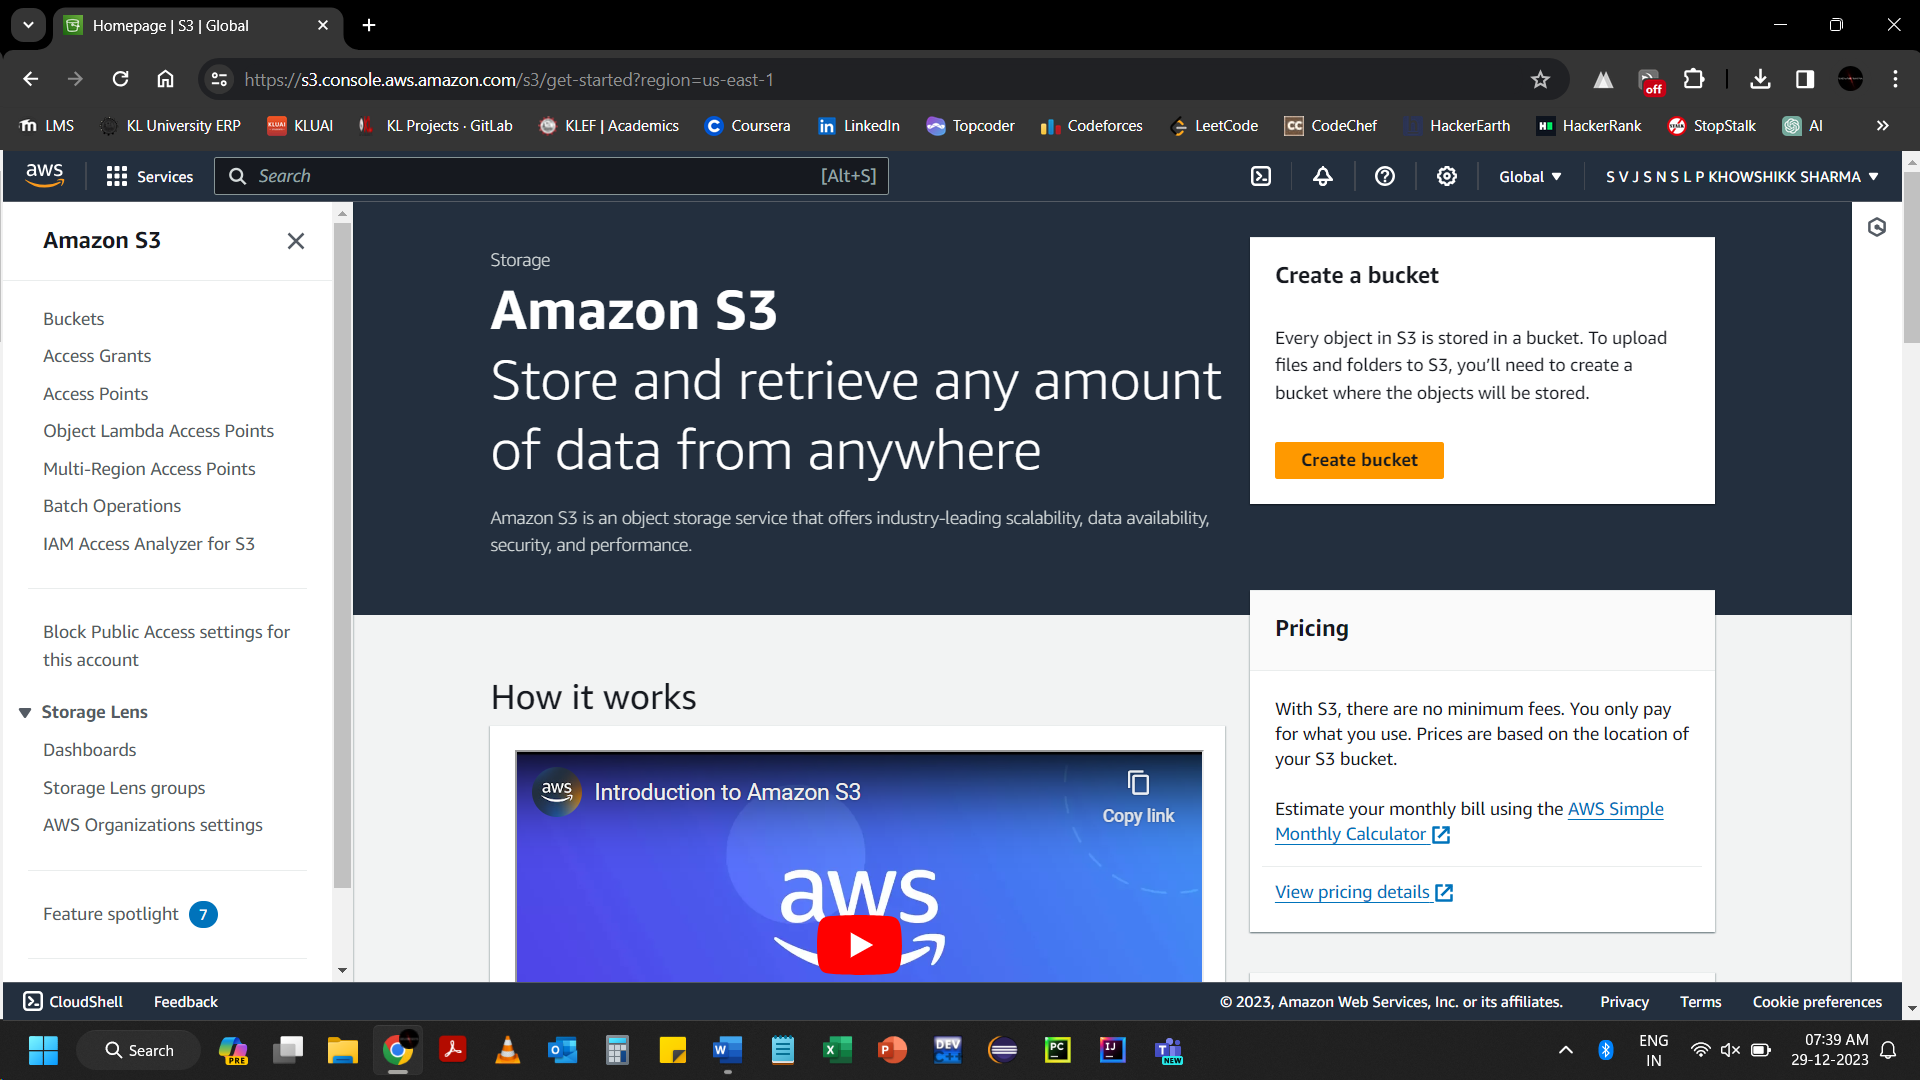 Homepage | S3 | Global
https://s3.console.aws.amazon.com/s3/get-started?region=us-east-1
off
LMS
KL University ERP
KLUAI
KLUAI
KL Projects · GitLab
KLEF | Academics
Coursera
LinkedIn
Topcoder
Codeforces
LeetCode
CC
CodeChef
HackerEarth
HackerRank
StopStalk
AI
aws
Services
Search
[Alt+S]
Global
S V J S N S L P KHOWSHIKK SHARMA
Amazon S3
Buckets
Access Grants
Access Points
Object Lambda Access Points
Multi-Region Access Points
Batch Operations
IAM Access Analyzer for S3
Block Public Access settings for
this account
Storage Lens
Dashboards
Storage Lens groups
AWS Organizations settings
Feature spotlight 7
Storage
Amazon S3
Store and retrieve any amount
of data from anywhere
Amazon S3 is an object storage service that offers industry-leading scalability, data availability,
security, and performance.
Create a bucket
Every object in S3 is stored in a bucket. To upload
files and folders to S3, you’ll need to create a
bucket where the objects will be stored.
Create bucket
How it works
aws
Introduction to Amazon S3
Copy link
aws
Pricing
With S3, there are no minimum fees. You only pay
for what you use. Prices are based on the location of
your S3 bucket.
Estimate your monthly bill using the AWS Simple
Monthly Calculator
View pricing details
CloudShell
Feedback
© 2023, Amazon Web Services, Inc. or its affiliates.
Privacy
Terms
Cookie preferences
Search
PRE
DEV
C++
PC
IJ
NEW
ENG
IN
07:39 AM
29-12-2023